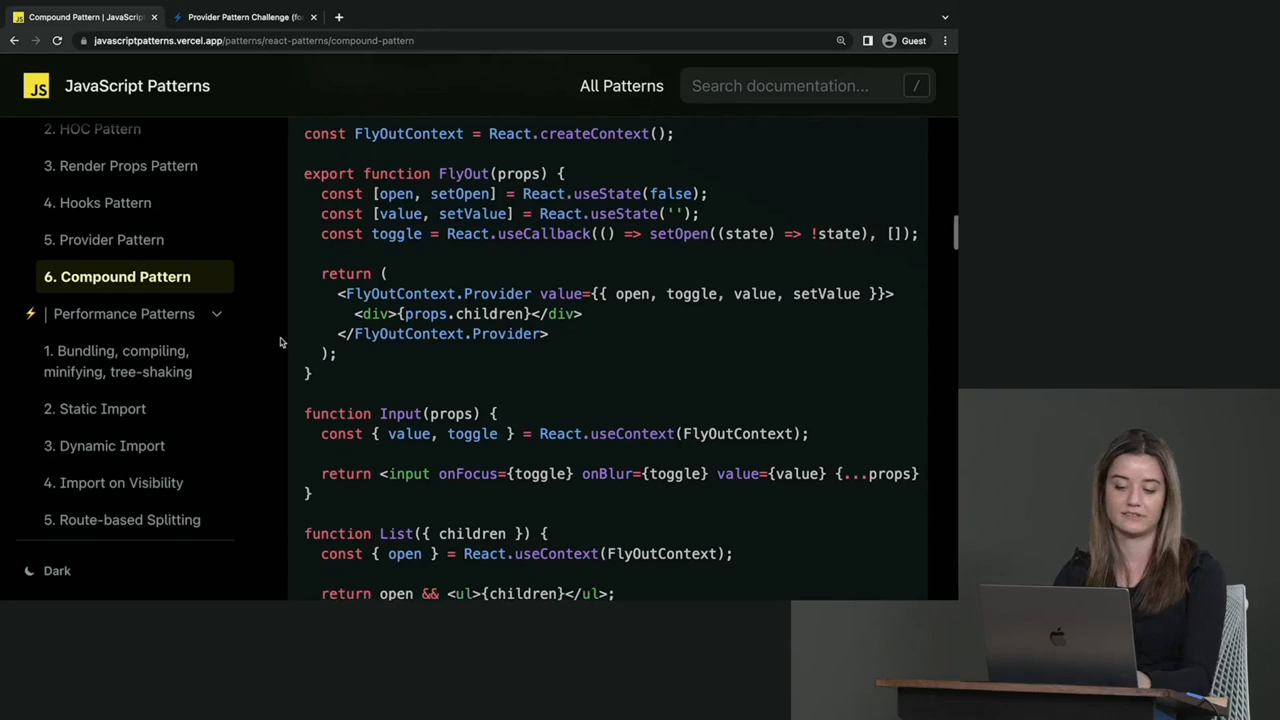 JS Compound Pattern | JavaScrip
Provider Pattern Challenge (fo
javascriptpatterns.vercel.app/patterns/react-patterns/compound-pattern
Guest
JS
JavaScript Patterns
All Patterns
Search documentation...
/
2. HOC Pattern
3. Render Props Pattern
4. Hooks Pattern
5. Provider Pattern
6. Compound Pattern
Performance Patterns
1. Bundling, compiling,
minifying, tree-shaking
2. Static Import
3. Dynamic Import
4. Import on Visibility
5. Route-based Splitting
Dark
const FlyOutContext = React.createContext();
export function FlyOut(props) {
const [open, setOpen] = React.useState(false);
const [value, setValue] = React.useState('');
const toggle = React.useCallback(() => setOpen((state) => !state), []);
return (
<FlyOutContext.Provider value={{ open, toggle, value, setValue }}>
<div>{props.children}</div>
</FlyOutContext.Provider>
);
}
function Input(props) {
const { value, toggle } = React.useContext(FlyOutContext);
return <input onFocus={toggle} onBlur={toggle} value={value} {...props}
}
function List({ children }) {
const { open } = React.useContext(FlyOutContext);
return open && <ul>{children}</ul>;